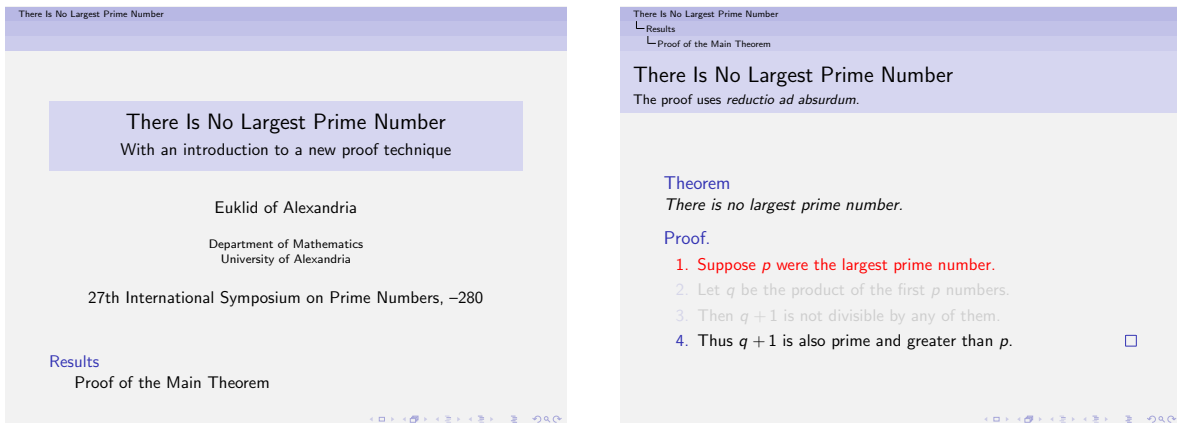 There Is No Largest Prime Number
There Is No Largest Prime Number
With an introduction to a new proof technique
Euklid of Alexandria
Department of Mathematics
University of Alexandria
27th International Symposium on Prime Numbers, –280
Results
Proof of the Main Theorem
There Is No Largest Prime Number
Results
Proof of the Main Theorem
There Is No Largest Prime Number
The proof uses reductio ad absurdum.
Theorem
There is no largest prime number.
Proof.
1. Suppose p were the largest prime number.
2. Let q be the product of the first p numbers.
3. Then q + 1 is not divisible by any of them.
4. Thus q + 1 is also prime and greater than p.